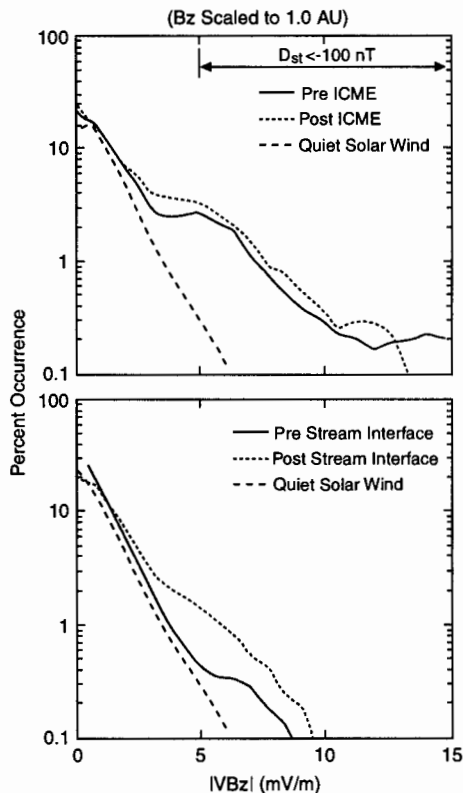 (Bz Scaled to 1.0 AU)
100
Dst<-100 nT
Pre ICME
Post ICME
Quiet Solar Wind
10
1
0.1
Percent Occurrence
100
Pre Stream Interface
Post Stream Interface
Quiet Solar Wind
10
1
0.1
0
5
10
15
|VBz| (mV/m)